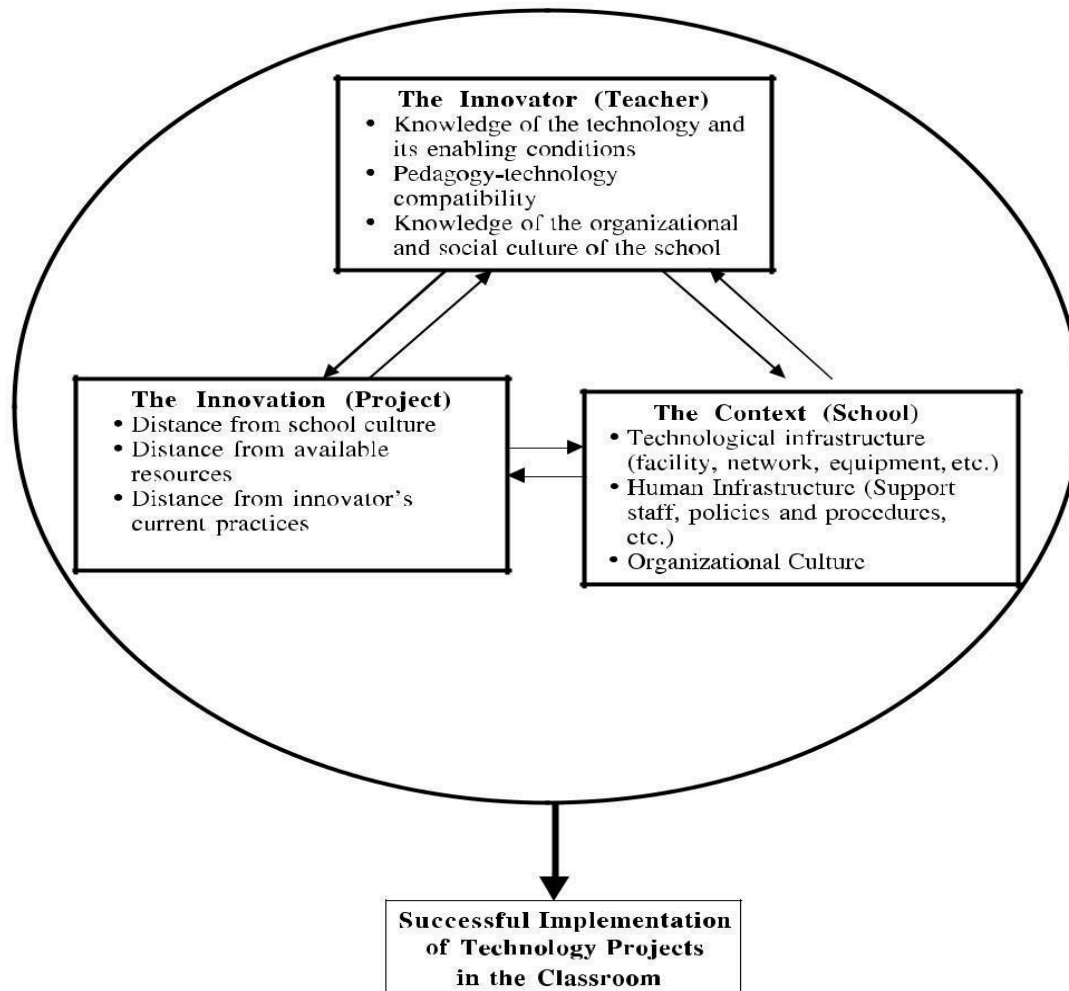 The Innovator (Teacher)
• Knowledge of the technology and
its enabling conditions
• Pedagogy-technology
compatibility
• Knowledge of the organizational
and social culture of the school
The Innovation (Project)
• Distance from school culture
• Distance from available
resources
• Distance from innovator's
current practices
The Context (School)
• Technological infrastructure
(facility, network, equipment, etc.)
• Human Infrastructure (Support
staff, policies and procedures,
etc.)
• Organizational Culture
Successful Implementation
of Technology Projects
in the Classroom